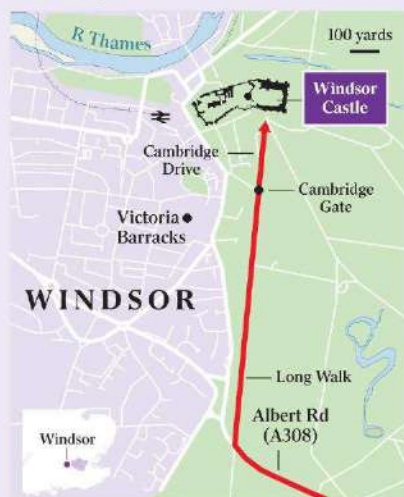 R Thames
100 yards
Windsor
Castle
Cambridge
Drive
Cambridge
Gate
Victoria
Barracks
WINDSOR
Long Walk
Albert Rd
(A308)
Windsor